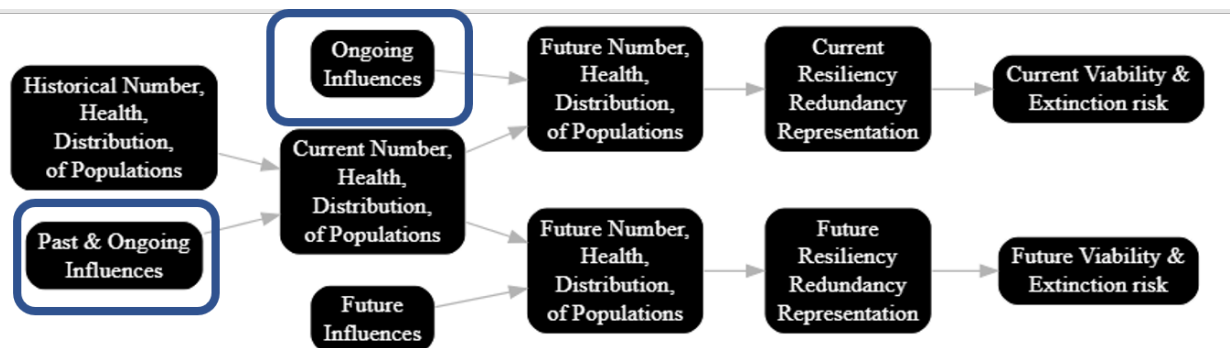 Historical Number,
Health,
Distribution,
of Populations
Past & Ongoing
Influences
Ongoing
Influences
Current Number,
Health,
Distribution,
of Populations
Future
Influences
Future Number,
Health,
Distribution,
of Populations
Current
Resiliency
Redundancy
Representation
Current Viability &
Extinction risk
Future Number,
Health,
Distribution,
of Populations
Future
Resiliency
Redundancy
Representation
Future Viability &
Extinction risk